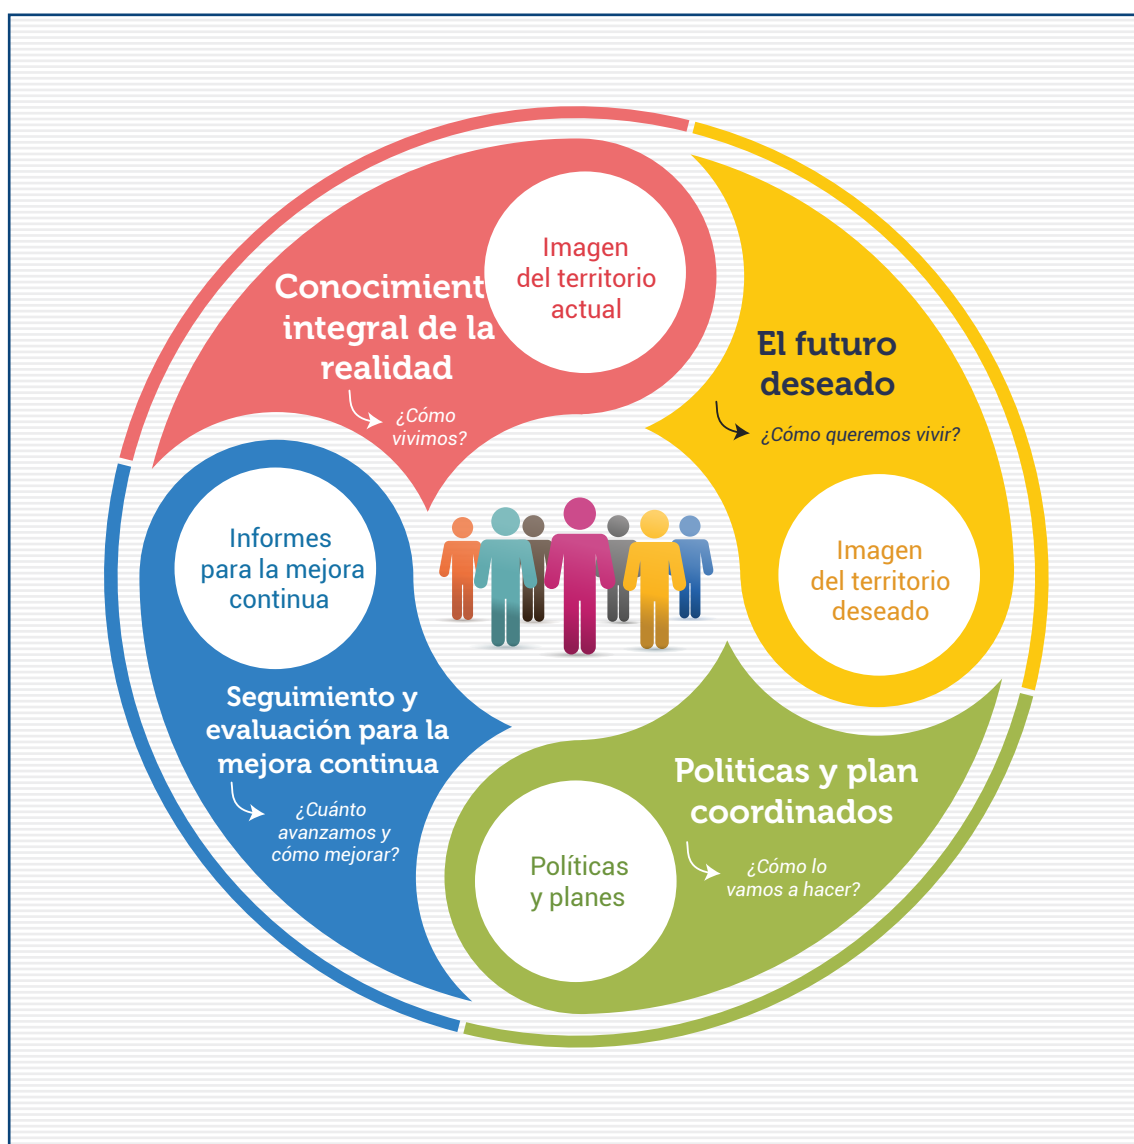 Conocimient
integral de la
realidad
¿Cómo
vivimos?
Imagen
del territorio
actual
El futuro
deseado
¿Cómo queremos vivir?
Imagen
del territorio
deseado
Politicas y plan
coordinados
¿Cómo lo
vamos a hacer?
Políticas
y planes
Seguimiento y
evaluación para la
mejora continua
¿Cuánto
avanzamos y
cómo mejorar?
Informes
para la mejora
continua